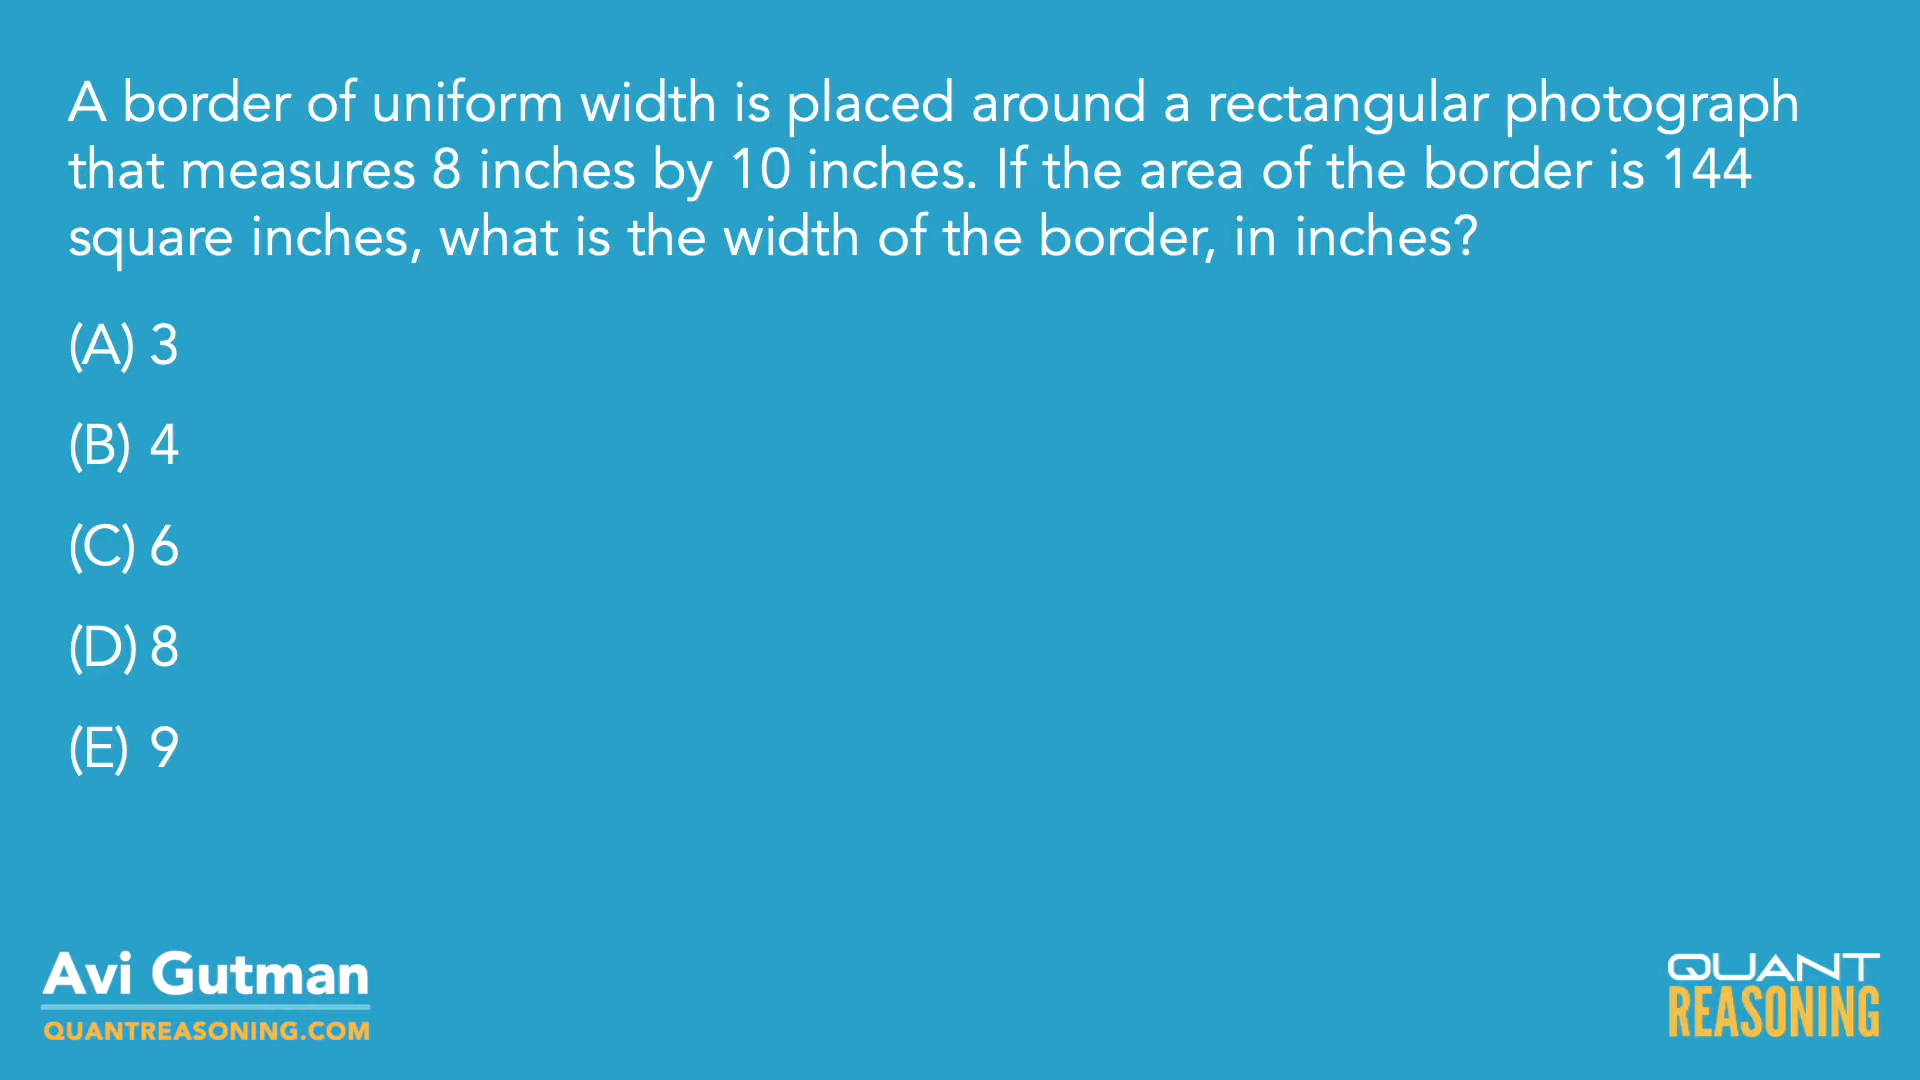 A border of uniform width is placed around a rectangular photograph
that measures 8 inches by 10 inches. If the area of the border is 144
square inches, what is the width of the border, in inches?
(A) 3
(B) 4
(C) 6
(D) 8
(E) 9
Avi Gutman
QUANTREASONING.COM
QUANT
REASONING